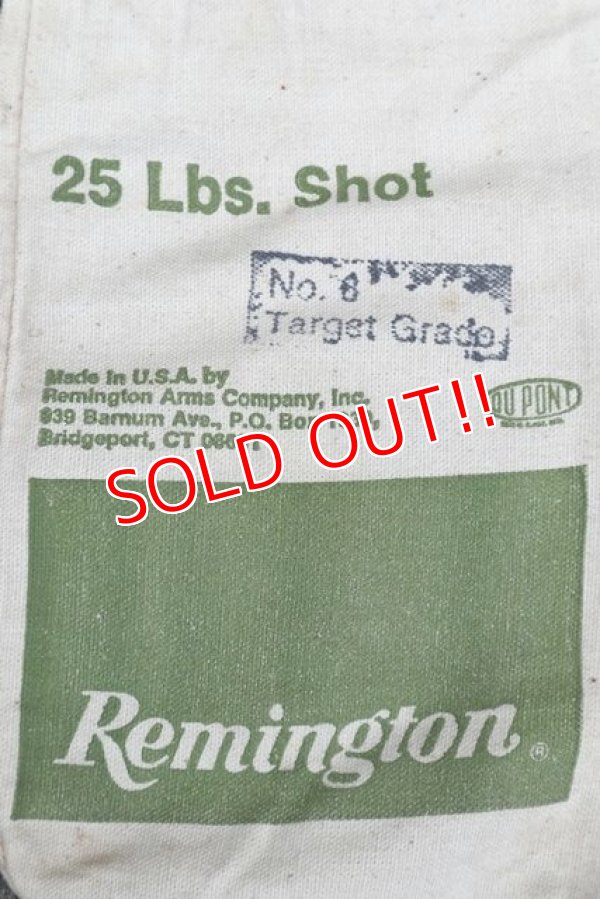 25 Lbs. Shot
No. 8
Target Grade
Made in U.S.A. by
Remington Arms Company, Inc.
939 Barnum Ave., P.O. Box
Bridgeport, CT
DU PONT
SOLD OUT!!
Remington®